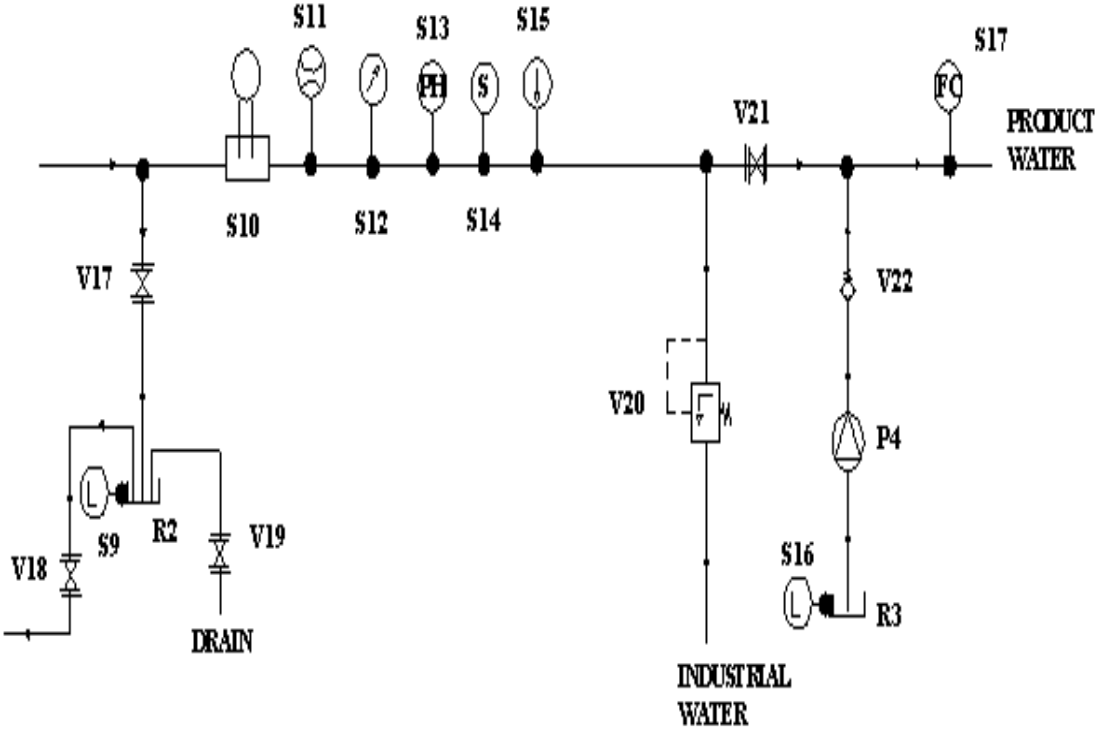 S11
S13
S15
S17
PH
S
FC
V21
PRODUCT
WATER
S10
S12
S14
V17
V22
V20
P4
L
S9
R2
V19
V18
S16
L
R3
DRAIN
INDUSTRIAL
WATER